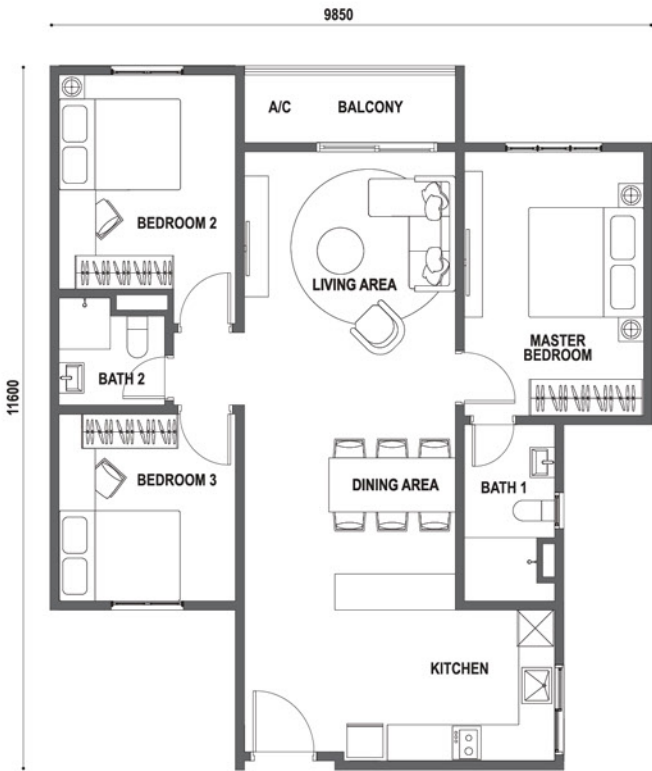 9850
A/C BALCONY
BEDROOM 2
LIVING AREA
MASTER
BEDROOM
BATH 2
11600
BEDROOM 3
DINING AREA
BATH 1
KITCHEN